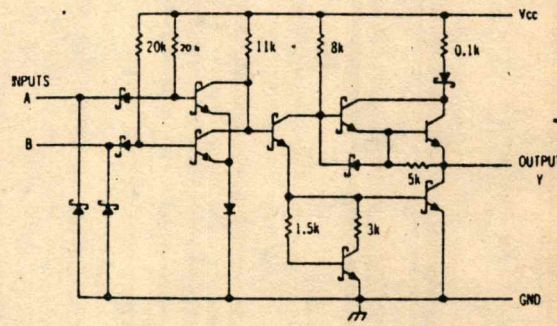 Vcc
20k
20k
11k
8k
0.1k
INPUTS
A
B
OUTPUT
Y
5k
1.5k
3k
GND